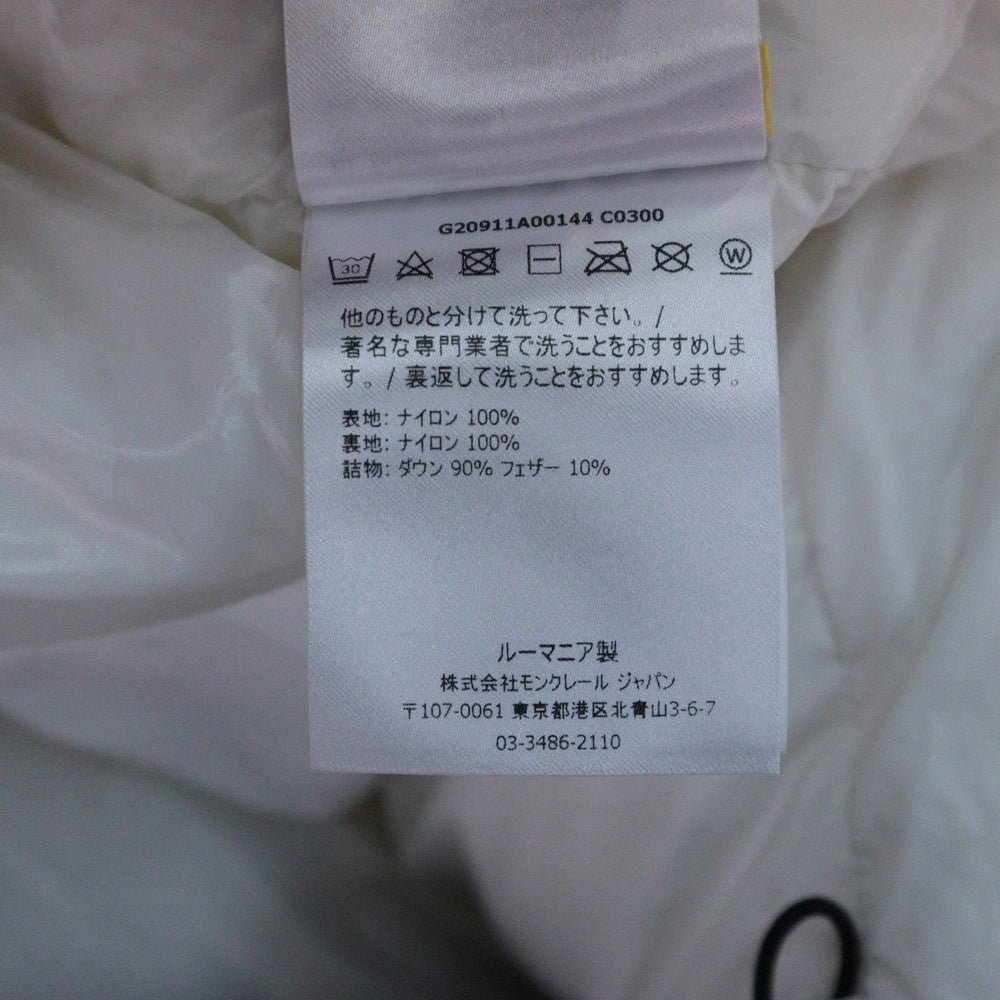 G20911A00144 C0300
30 W
他のものと分けて洗って下さい。/
著名な専門業者で洗うことをおすすめしま
す。/ 裏返して洗うことをおすすめします。
表地: ナイロン 100%
裏地: ナイロン 100%
詰物: ダウン 90% フェザー 10%
ルーマニア製
株式会社モンクレール ジャパン
〒107-0061 東京都港区北青山3-6-7
03-3486-2110